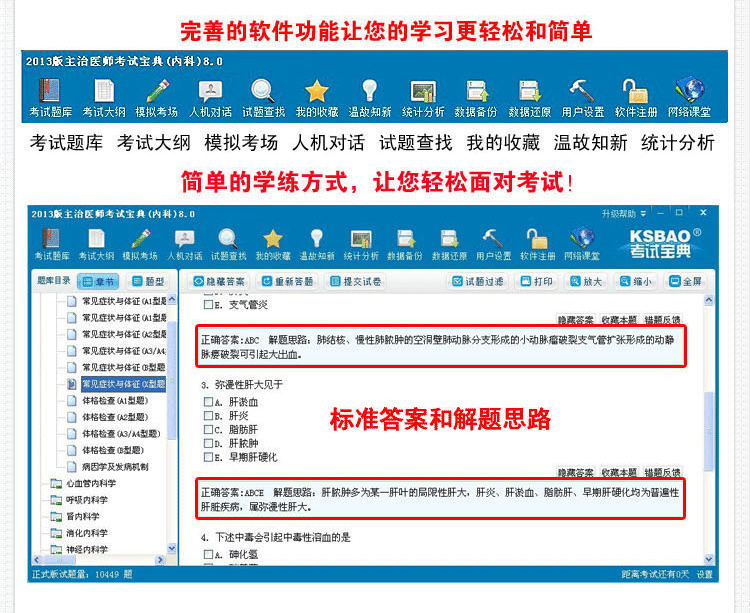 完善的软件功能让您的学习更轻松和简单
2013版主治医师考试宝典(内科)8.0
考试题库 考试大纲 模拟考场 人机对话 试题查找 我的收藏 温故知新 统计分析 数据备份 数据还原 用户设置 软件注册 网络课堂
考试题库 考试大纲 模拟考场 人机对话 试题查找 我的收藏 温故知新 统计分析
简单的学练方式，让您轻松面对考试！
2013版主治医师考试宝典(内科)8.0 升级帮助
考试题库 考试大纲 模拟考场 人机对话 试题查找 我的收藏 温故知新 统计分析 数据备份 数据还原 用户设置 软件注册 网络课堂
KSBAO®
考试宝典
题库目录 章节 题型 隐藏答案 重新答题 提交试卷 试题过滤 打印 放大 缩小 全屏
常见症状与体征(A1型题
常见症状与体征(A1型题
常见症状与体征(A2型题
常见症状与体征(A3/A4
常见症状与体征(B型题
常见症状与体征(X型题
体格检查(A1型题)
体格检查(A2型题)
体格检查(A3/A4型题)
体格检查(B型题)
病因学及发病机制
心血管内科学
呼吸内科学
肾内科学
消化内科学
神经内科学
E. 支气管炎
隐藏答案 收藏本题 错题反馈
正确答案:ABC 解题思路: 肺结核、慢性肺脓肿的空洞壁肺动脉分支形成的小动脉瘤破裂支气管扩张形成的动静
脉瘘破裂可引起大出血。
3. 弥漫性肝大见于
A. 肝淤血
B. 肝炎
C. 脂肪肝
D. 肝脓肿
E. 早期肝硬化
标准答案和解题思路
隐藏答案 收藏本题 错题反馈
正确答案:ABCE 解题思路: 肝脓肿多为某一肝叶的局限性肝大，肝炎、肝淤血、脂肪肝、早期肝硬化均为普遍性
肝脏疾病，属弥漫性肝大。
4. 下述中毒会引起中毒性溶血的是
A. 砷化氢
正式版试题量: 10449 题 距离考试还有0天 设置